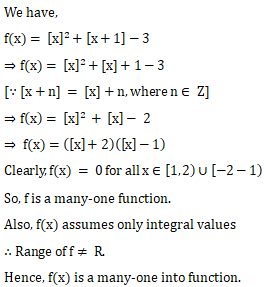 We have,
f(x) = [x]² + [x + 1] − 3
⇒ f(x) = [x]² + [x] + 1 − 3
[∵ [x + n] = [x] + n, where n ∈ Z]
⇒ f(x) = [x]² + [x] − 2
⇒ f(x) = ([x] + 2)([x] − 1)
Clearly, f(x) = 0 for all x ∈ [1,2) ∪ [−2 − 1)
So, f is a many-one function.
Also, f(x) assumes only integral values
∴ Range of f ≠ R.
Hence, f(x) is a many-one into function.